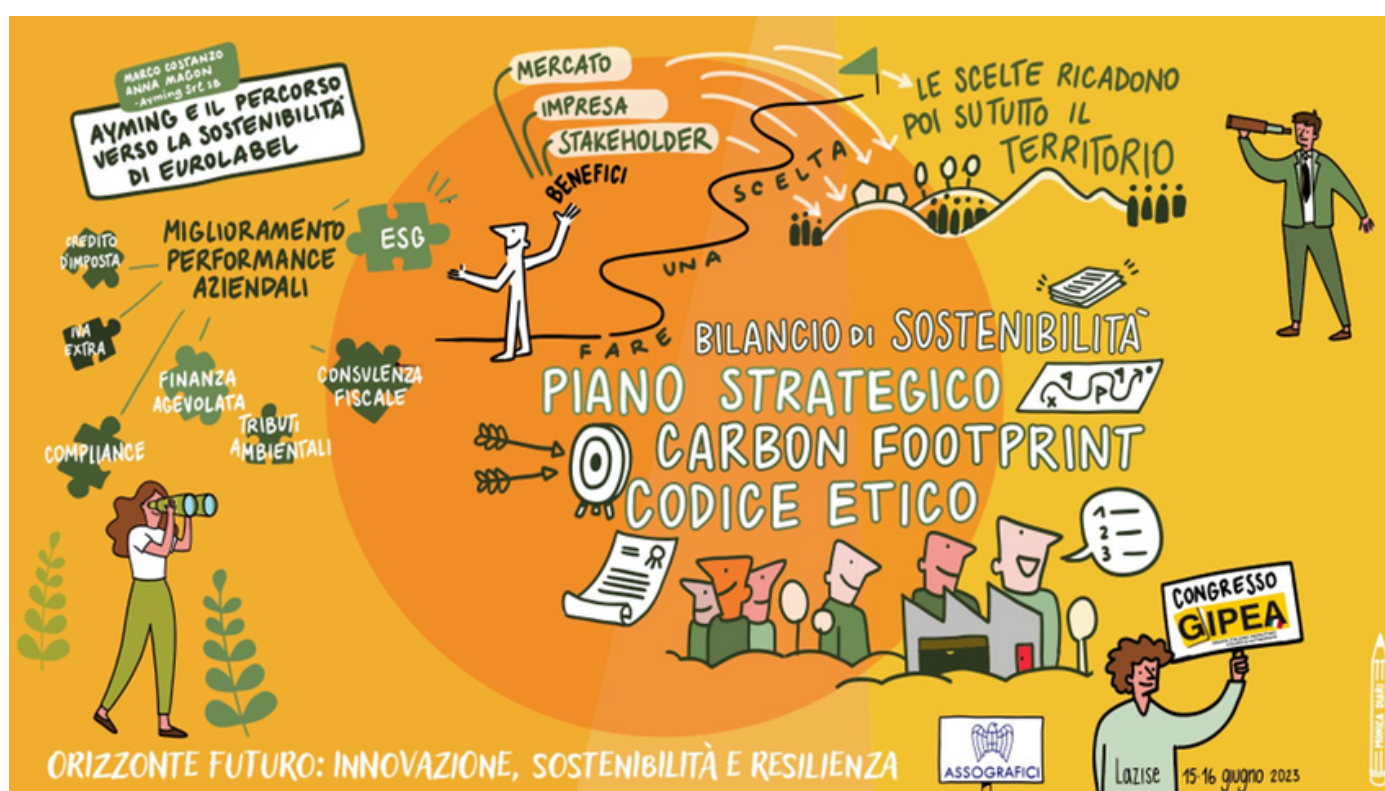 MARCO COSTANZO
ANNA MAGON
-Ayming Srl SB
AYMING E IL PERCORSO
VERSO LA SOSTENIBILITÀ
DI EUROLABEL
MERCATO
IMPRESA
STAKEHOLDER
BENEFICI
LE SCELTE RICADONO
POI SU TUTTO IL
TERRITORIO
MIGLIORAMENTO
PERFORMANCE
AZIENDALI
ESG
CREDITO
D'IMPOSTA
IVA
EXTRA
FINANZA
AGEVOLATA
CONSULENZA
FISCALE
TRIBUTI
AMBIENTALI
COMPLIANCE
FARE UNA SCELTA
BILANCIO DI SOSTENIBILITÀ
PIANO STRATEGICO
CARBON FOOTPRINT
CODICE ETICO
1
2
3
CONGRESSO
GIPEA
ASSOGRAFICI
Lazise 15-16 giugno 2023
ORIZZONTE FUTURO: INNOVAZIONE, SOSTENIBILITÀ E RESILIENZA